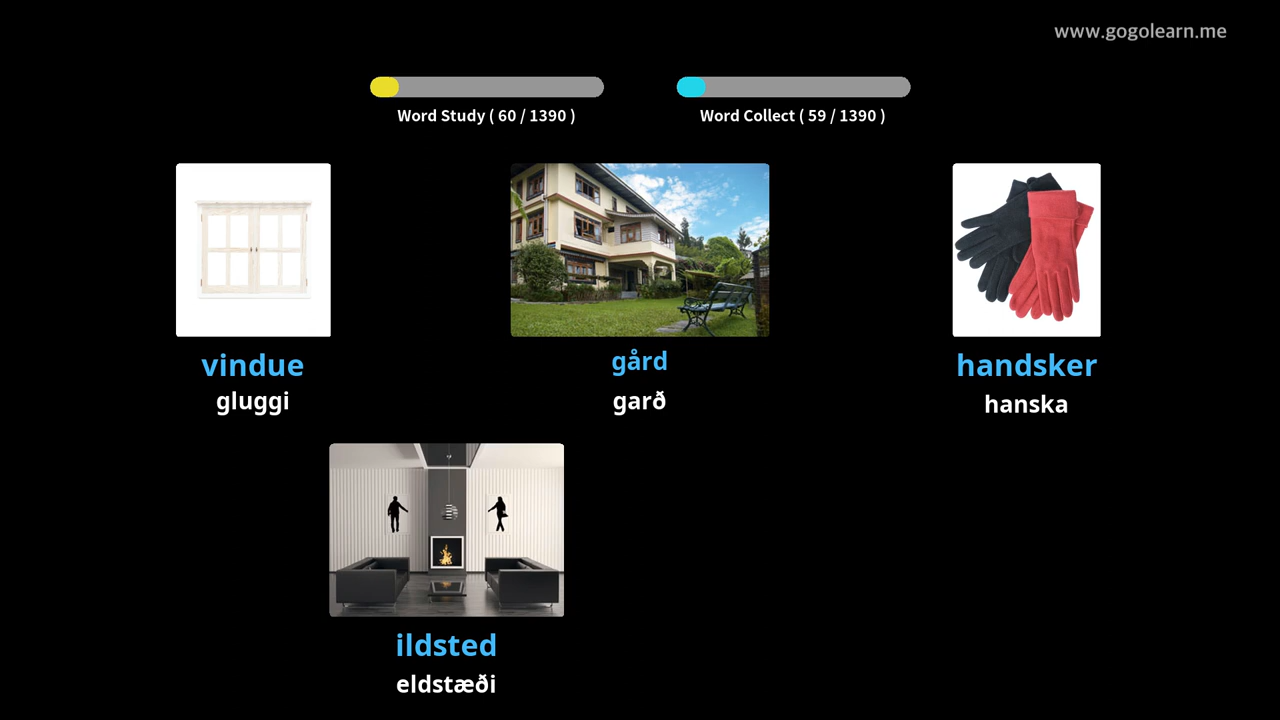 www.gogolearn.me
Word Study ( 60 / 1390 )
Word Collect ( 59 / 1390 )
vindue
gluggi
gård
garð
handsker
hanska
ildsted
eldstæði